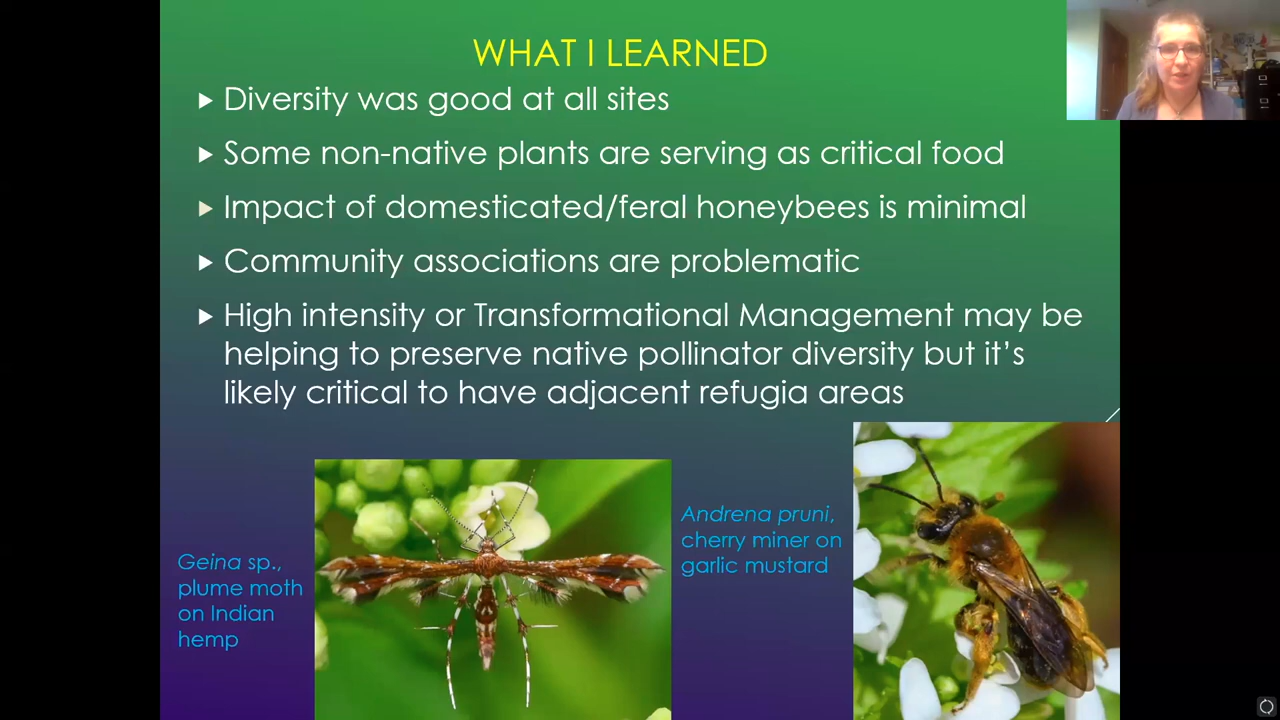 WHAT I LEARNED
Diversity was good at all sites
Some non-native plants are serving as critical food
Impact of domesticated/feral honeybees is minimal
Community associations are problematic
High intensity or Transformational Management may be
helping to preserve native pollinator diversity but it's
likely critical to have adjacent refugia areas
Geina sp.,
plume moth
on Indian
hemp
Andrena pruni,
cherry miner on
garlic mustard